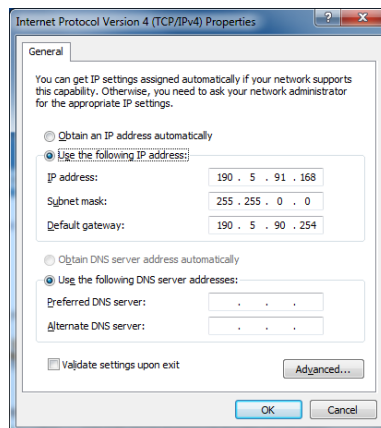 Internet Protocol Version 4 (TCP/IPv4) Properties
General
You can get IP settings assigned automatically if your network supports
this capability. Otherwise, you need to ask your network administrator
for the appropriate IP settings.
Obtain an IP address automatically
Use the following IP address:
IP address: 190 . 5 . 91 . 168
Subnet mask: 255 . 255 . 0 . 0
Default gateway: 190 . 5 . 90 . 254
Obtain DNS server address automatically
Use the following DNS server addresses:
Preferred DNS server: . . .
Alternate DNS server: . . .
Validate settings upon exit
Advanced...
OK Cancel